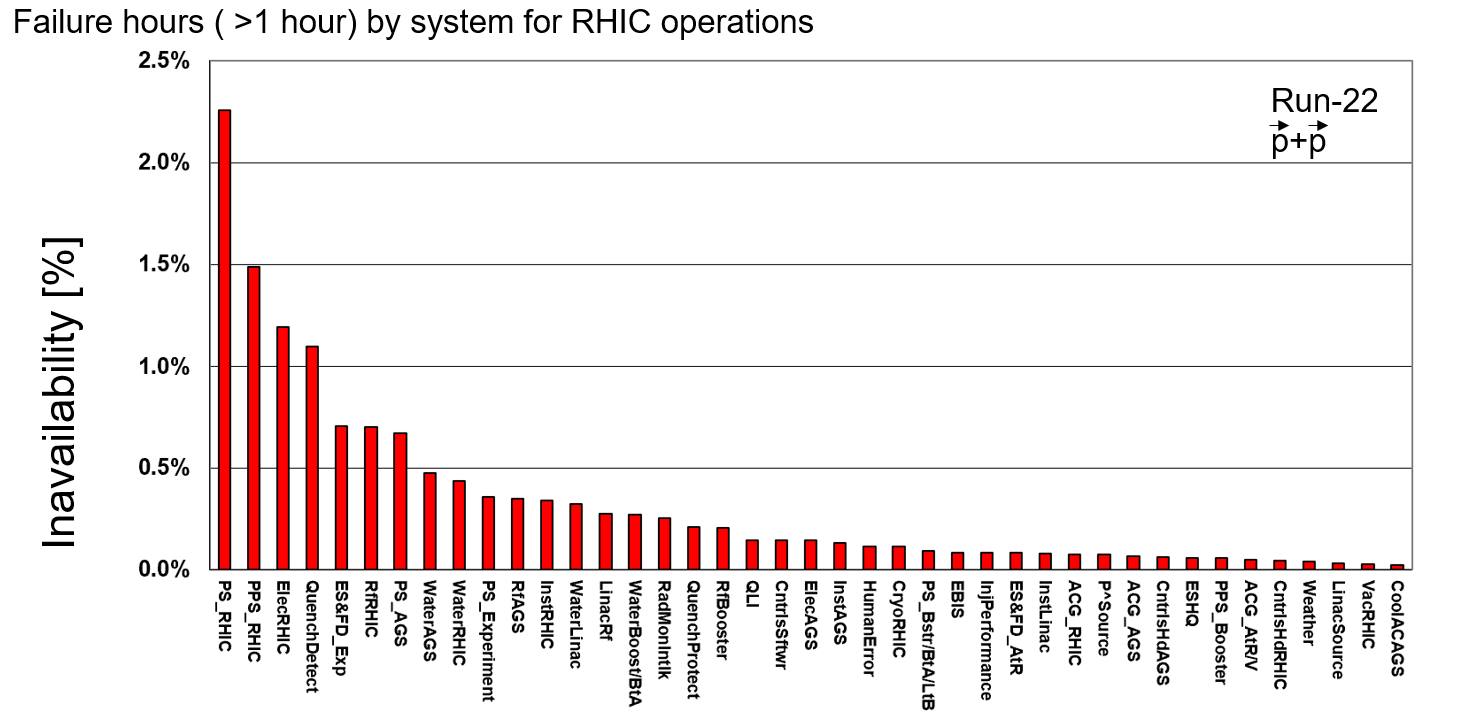 Failure hours ( >1 hour) by system for RHIC operations
2.5%
2.0%
1.5%
1.0%
0.5%
0.0%
Inavailability [%]
Run-22
p+p
PS_RHIC
PPS_RHIC
ElecRHIC
QuenchDetect
ES&FD_Exp
RfRHIC
PS_AGS
WaterAGS
WaterRHIC
PS_Experiment
RfAGS
InstRHIC
WaterLinac
LinacRf
WaterBoost/BtA
RadMonIntlk
QuenchProtect
RfBooster
QLI
CntrlsSftwr
ElecAGS
InstAGS
HumanError
CryoRHIC
PS_Bstr/BtA/LtB
EBIS
InjPerformance
ES&FD_AtR
InstLinac
ACG_RHIC
P^Source
ACG_AGS
CntrlsHdAGS
ESHQ
PPS_Booster
ACG_AtR/V
CntrlsHdRHIC
Weather
LinacSource
VacRHIC
CoolACAGS